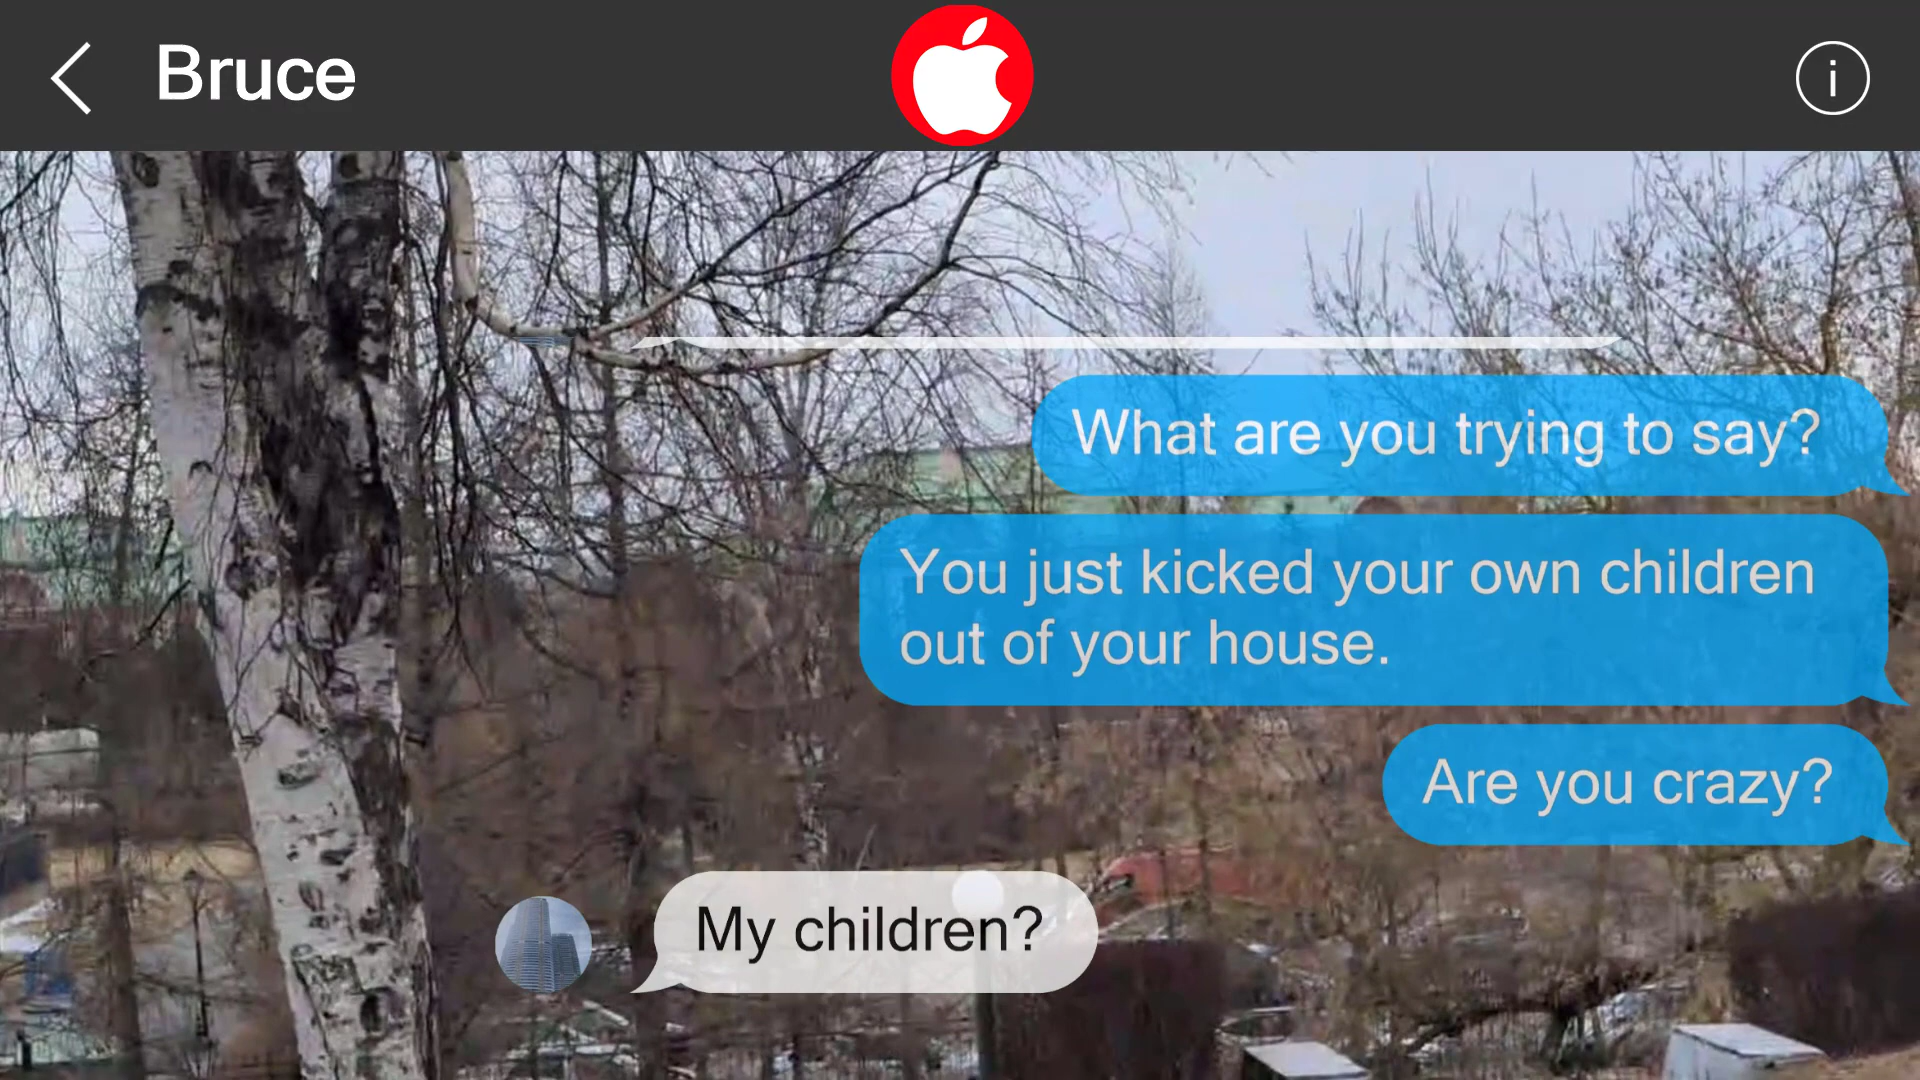 Bruce
What are you trying to say?
You just kicked your own children
out of your house.
Are you crazy?
My children?